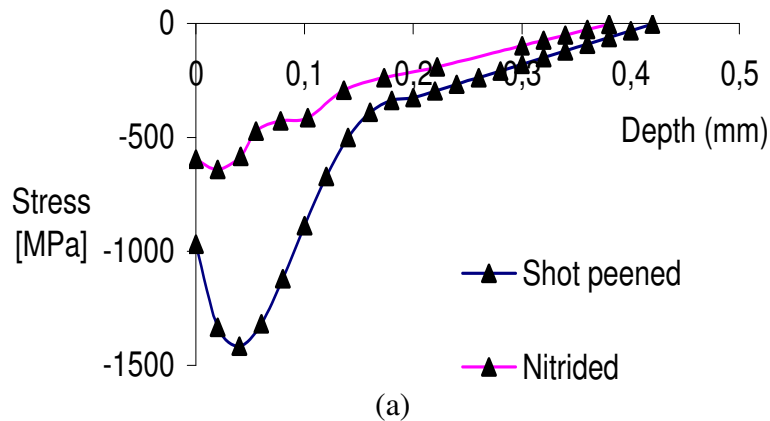 0
0 0,1 0,2 0,3 0,4 0,5
-500
Depth (mm)
Stress
[MPa]
-1000
Shot peened
-1500
Nitrided
(a)